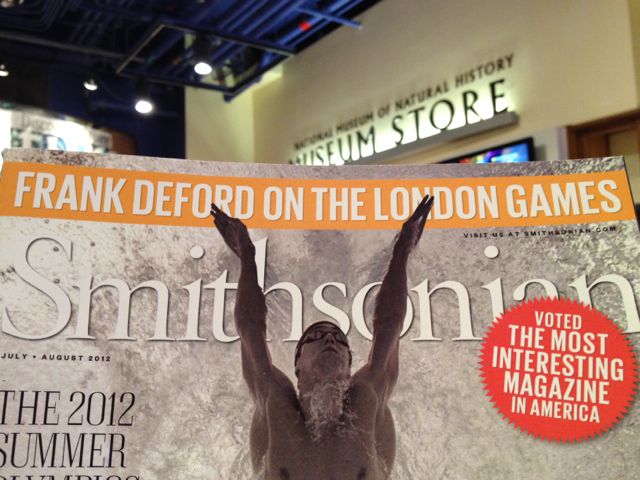 NATIONAL MUSEUM OF NATURAL HISTORY
MUSEUM STORE
FRANK DEFORD ON THE LONDON GAMES
VISIT US AT SMITHSONIAN.COM
Smithsonian
JULY • AUGUST 2012
VOTED
THE MOST
INTERESTING
MAGAZINE
IN AMERICA
THE 2012
SUMMER
OLYMPICS